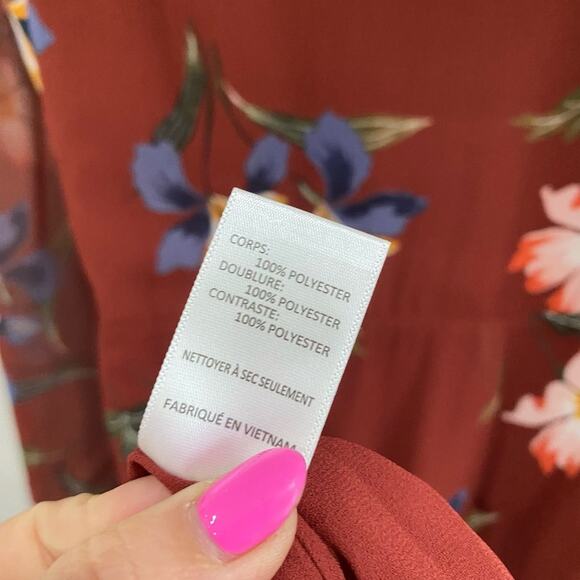 CORPS:
100% POLYESTER
DOUBLURE:
100% POLYESTER
CONTRASTE:
100% POLYESTER
NETTOYER À SEC SEULEMENT
FABRIQUÉ EN VIETNAM